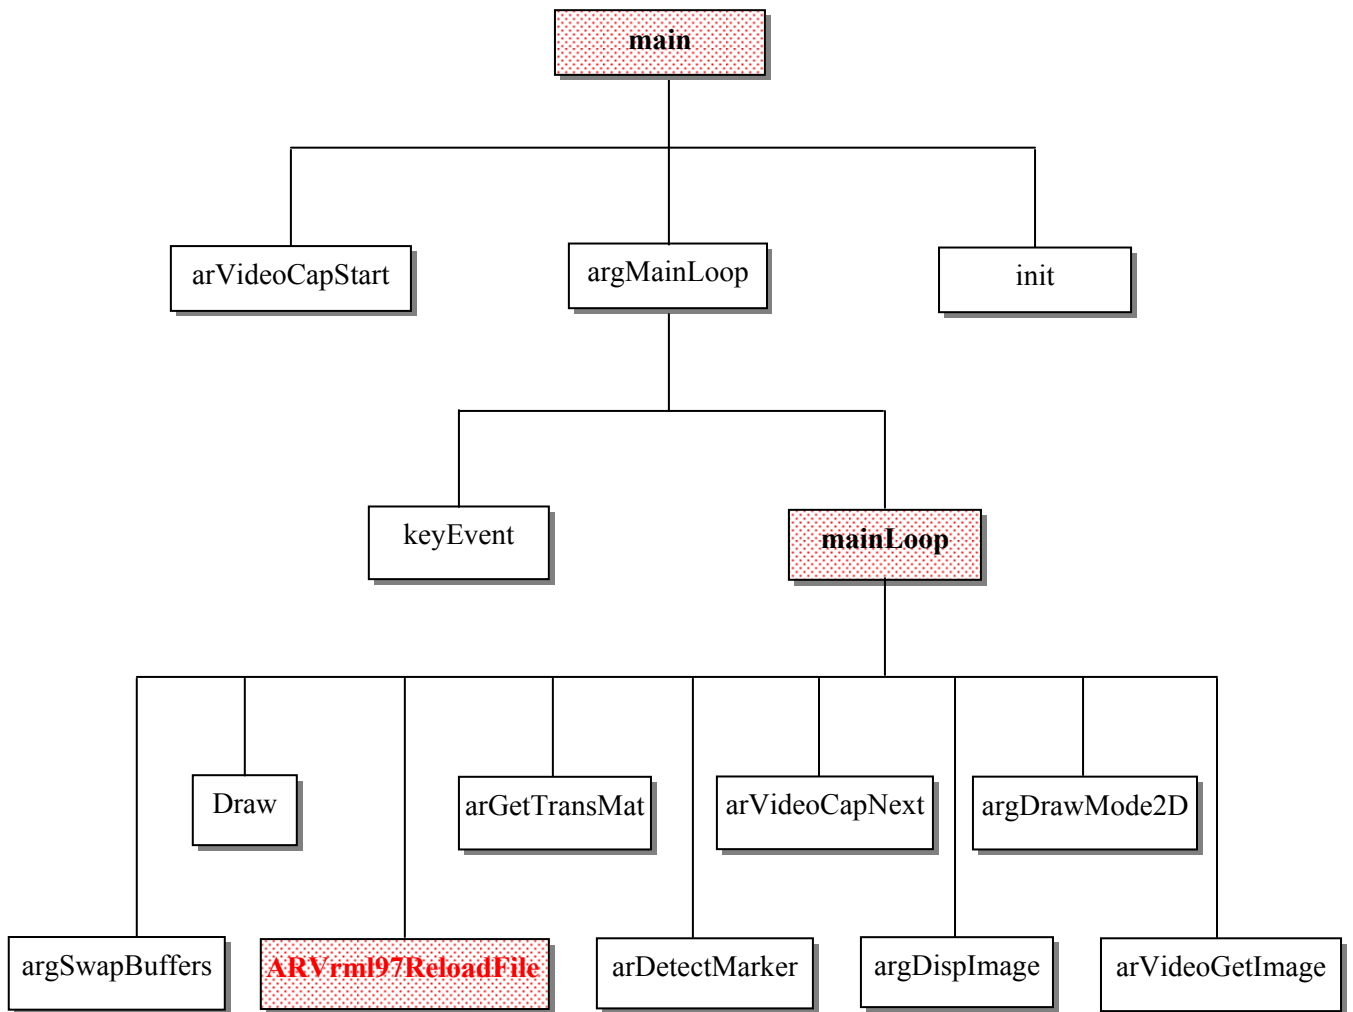 main
arVideoCapStart
argMainLoop
init
keyEvent
mainLoop
Draw
arGetTransMat
arVideoCapNext
argDrawMode2D
argSwapBuffers
ARVrml97ReloadFile
arDetectMarker
argDispImage
arVideoGetImage